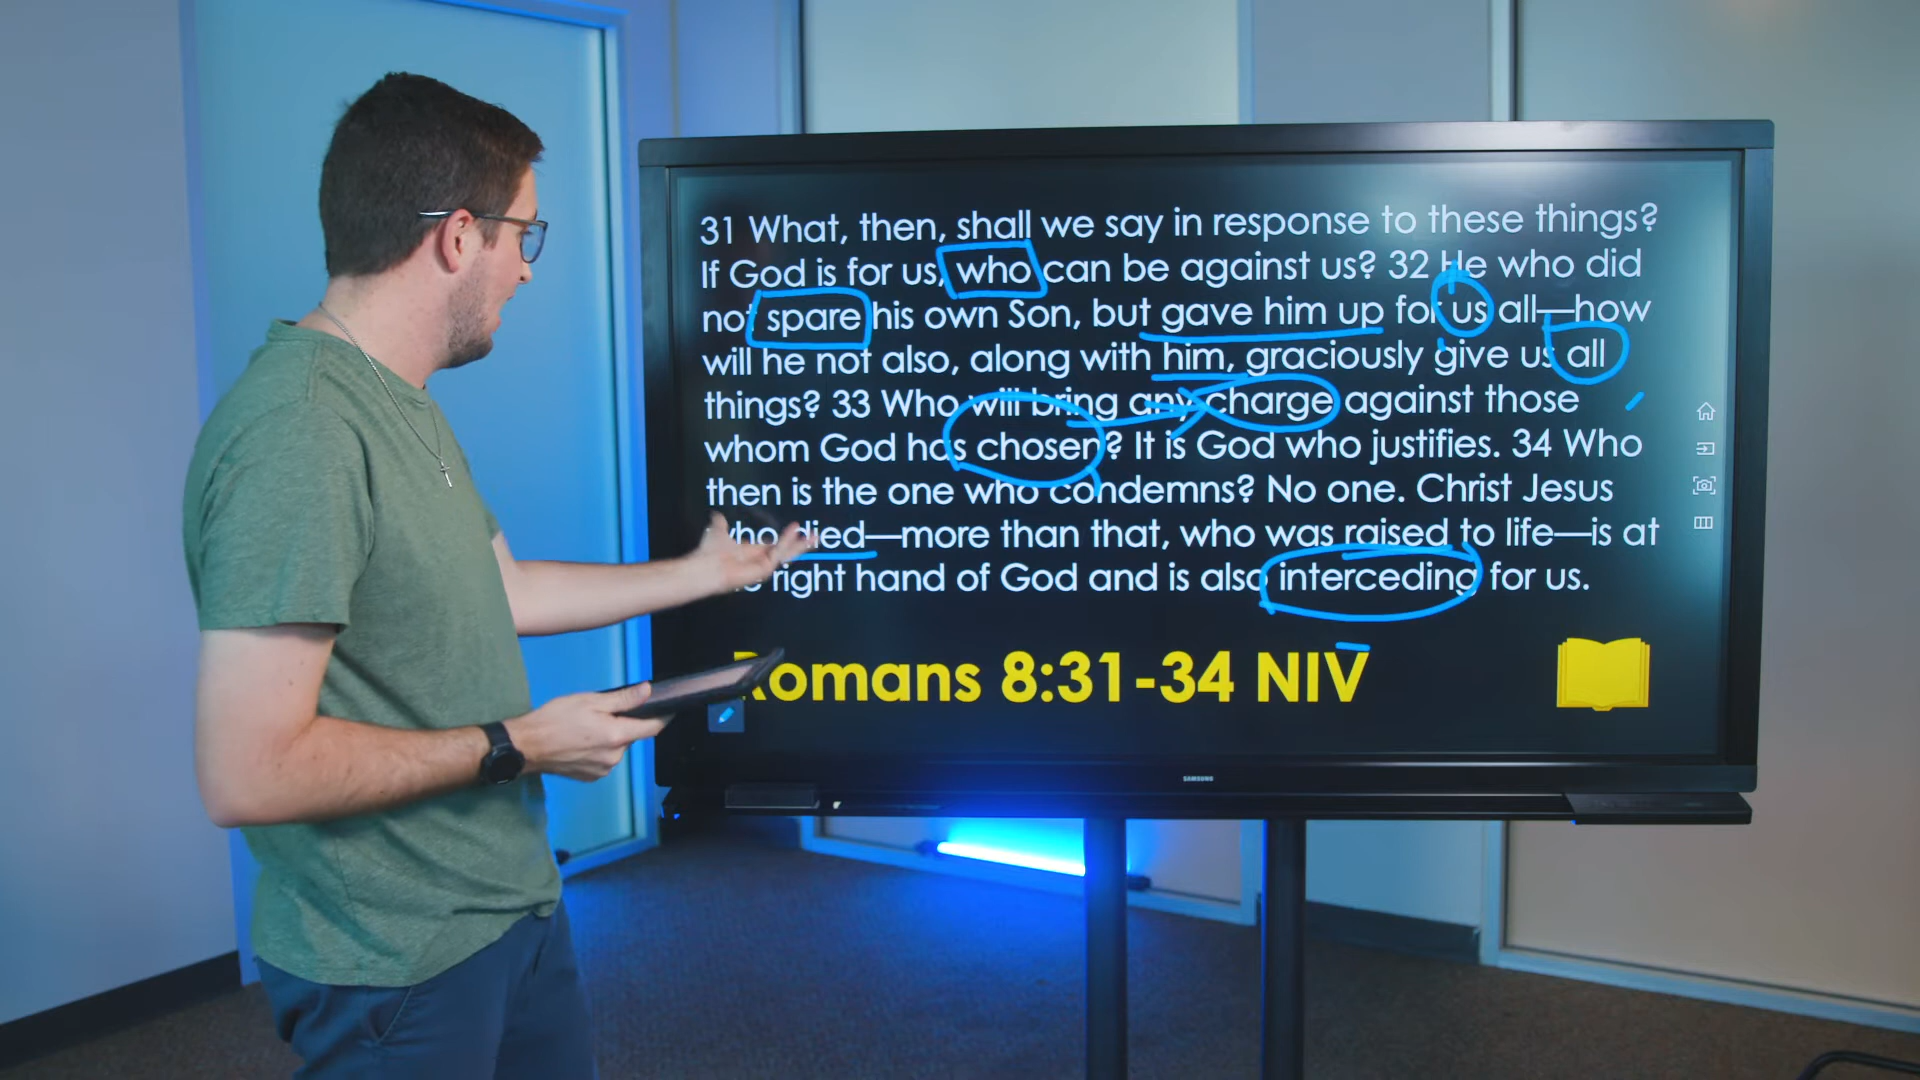 31 What, then, shall we say in response to these things?
If God is for us, who can be against us? 32 He who did
not spare his own Son, but gave him up for us all—how
will he not also, along with him, graciously give us all
things? 33 Who will bring any charge against those
whom God has chosen? It is God who justifies. 34 Who
then is the one who condemns? No one. Christ Jesus
who died—more than that, who was raised to life—is at
right hand of God and is also interceding for us.
Romans 8:31-34 NIV
SAMSUNG